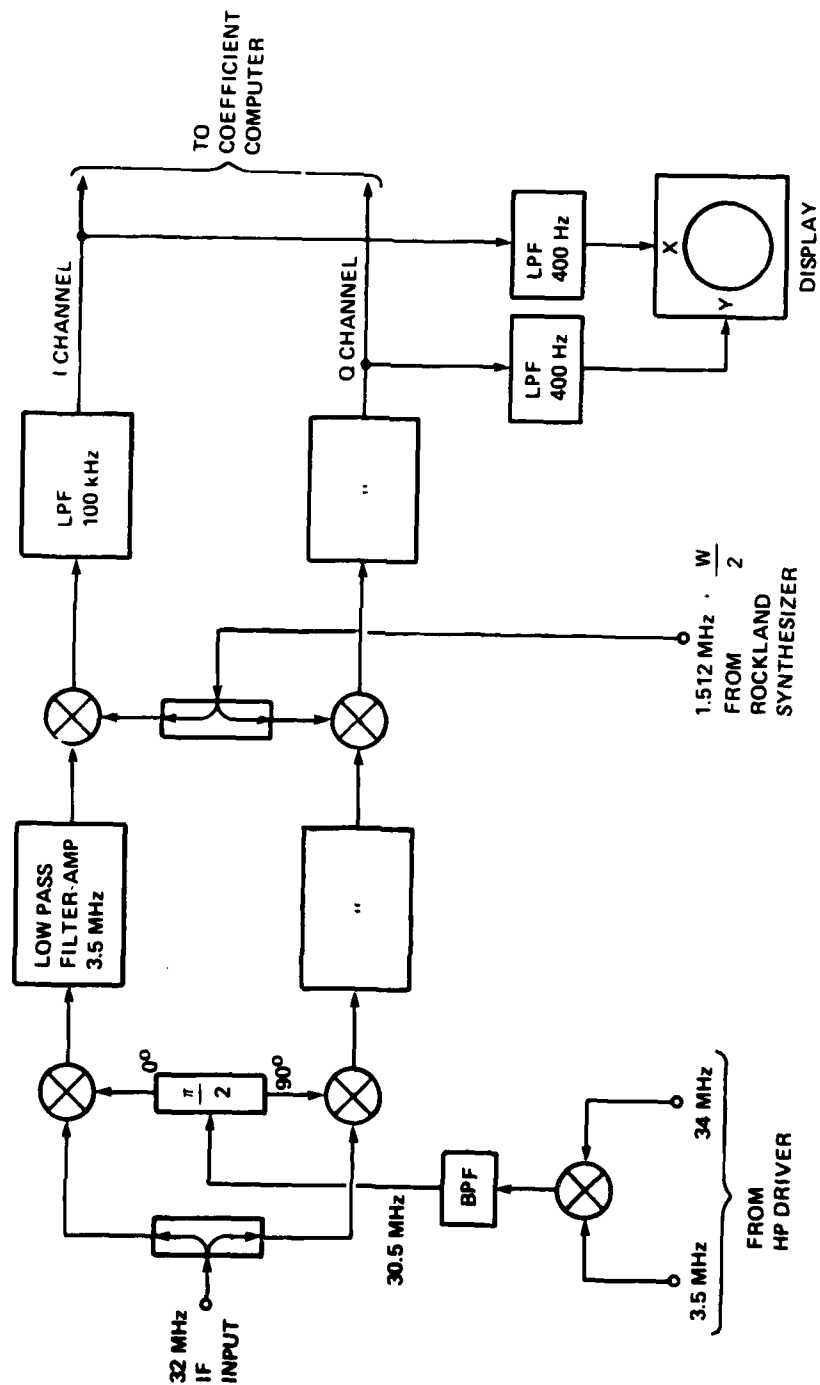 32 MHz
IF
INPUT
0°
π
2
90°
LOW PASS
FILTER-AMP
3.5 MHz
"
30.5 MHz
BPF
3.5 MHz
34 MHz
FROM
HP DRIVER
LPF
100 kHz
"
1.512 MHz · W
2
FROM
ROCKLAND
SYNTHESIZER
I CHANNEL
Q CHANNEL
TO
COEFFICIENT
COMPUTER
LPF
400 Hz
LPF
400 Hz
X
Y
DISPLAY